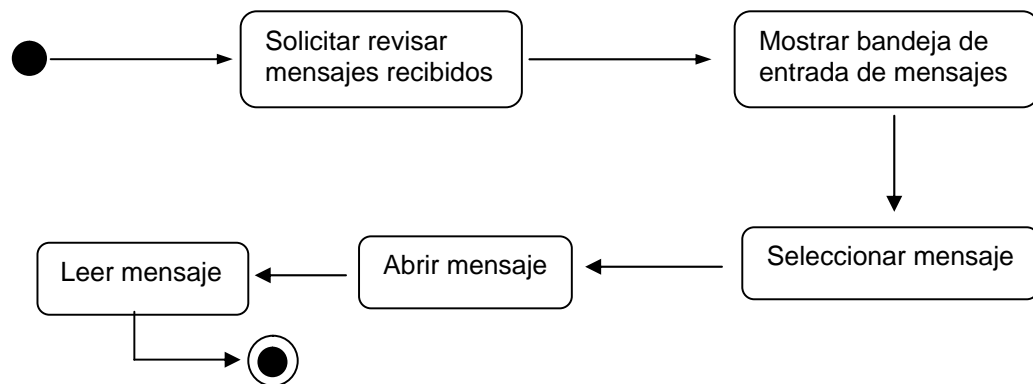 Solicitar revisar
mensajes recibidos
Mostrar bandeja de
entrada de mensajes
Seleccionar mensaje
Abrir mensaje
Leer mensaje